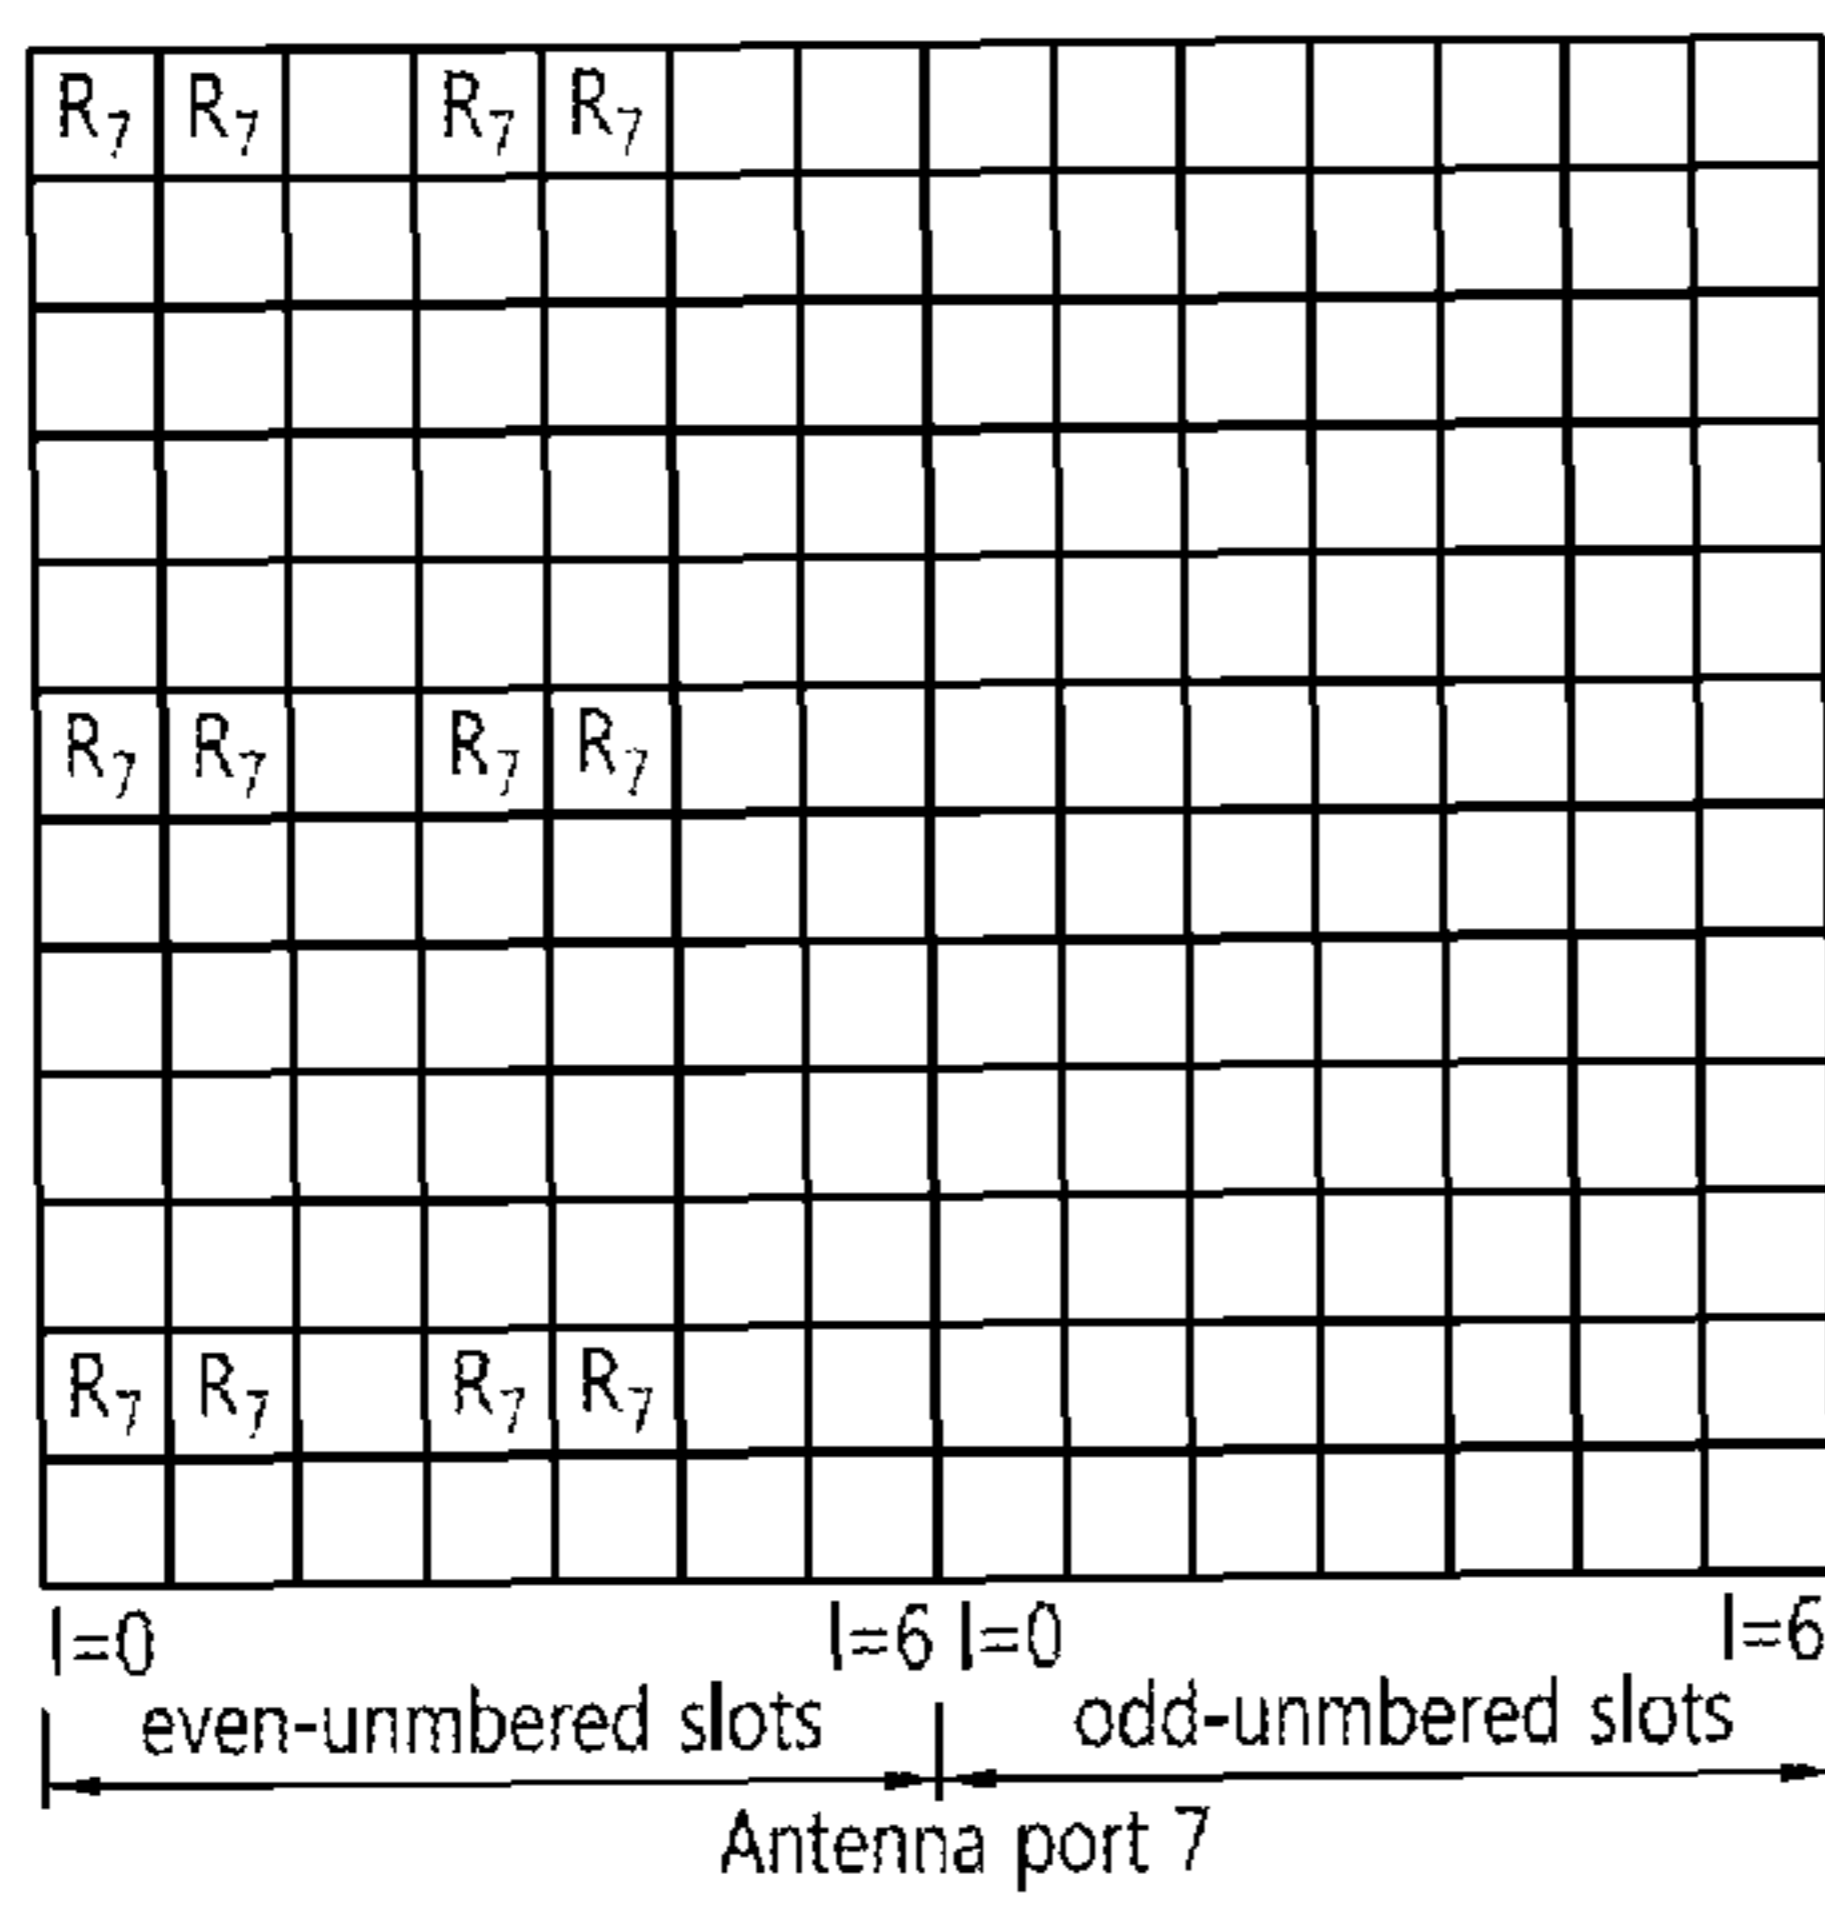 R7 R7 R7 R7
R7 R7 R7 R7
R7 R7 R7 R7
l=0 l=6 l=0 l=6
even-unmbered slots odd-unmbered slots
Antenna port 7